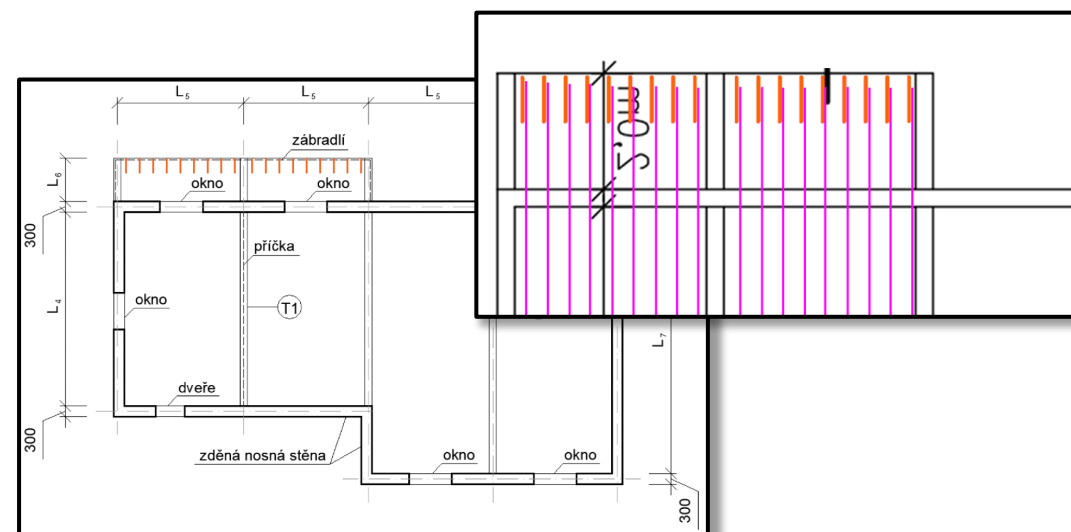 L5
L5
L5
zábradlí
L6
okno
okno
300
příčka
okno
T1
L4
dveře
300
zděná nosná stěna
okno
okno
L7
300